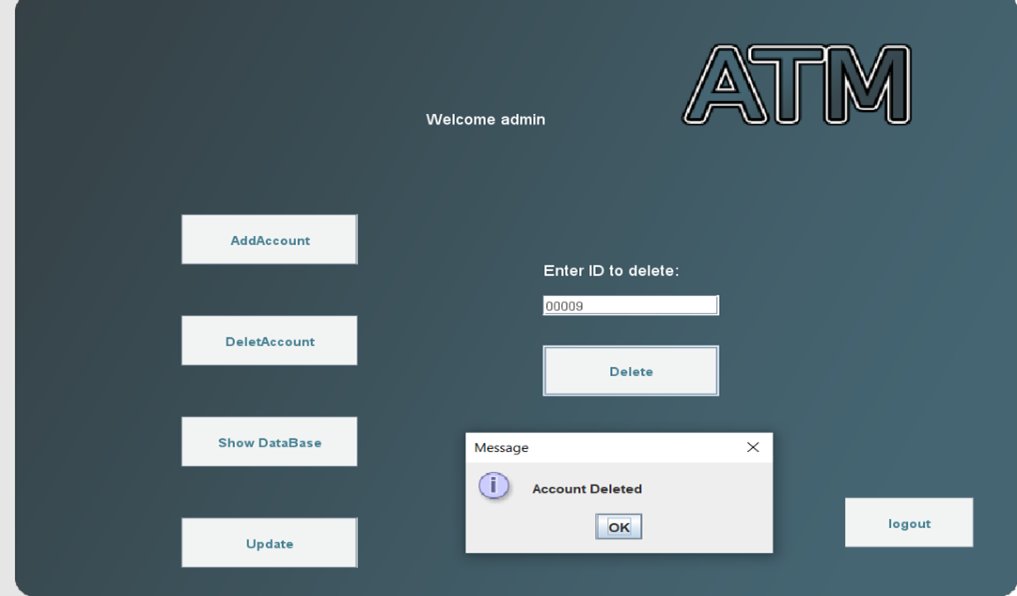 ATM
Welcome admin
AddAccount
DeletAccount
Show DataBase
Update
Enter ID to delete:
00009
Delete
Message
i
Account Deleted
OK
logout